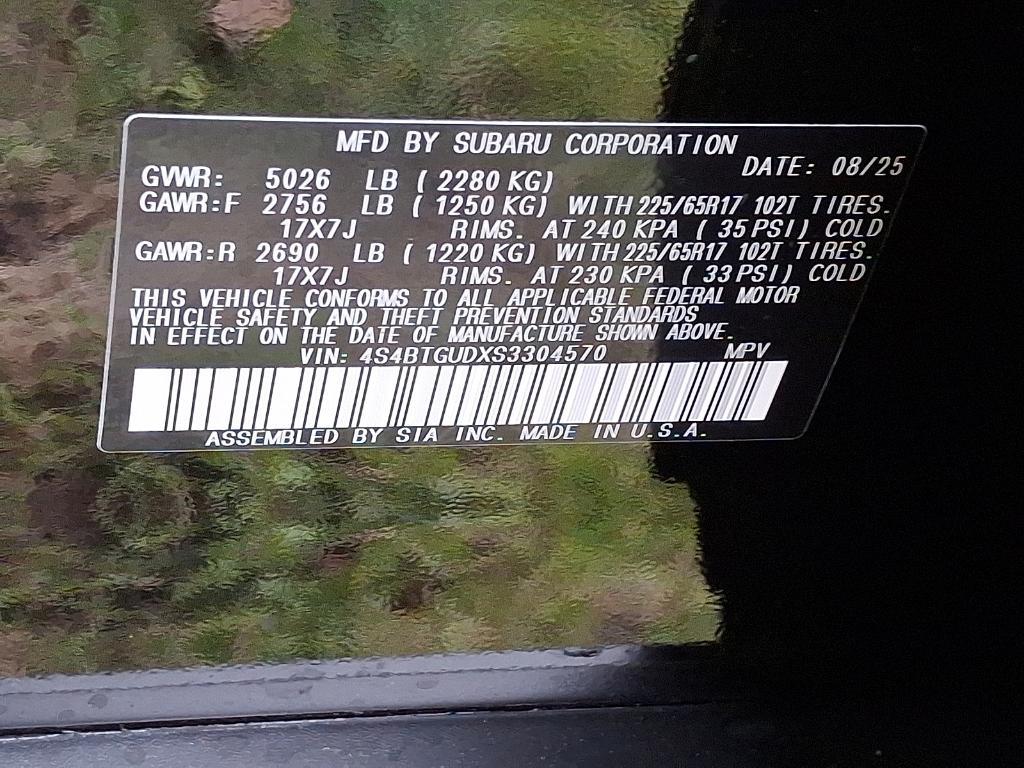 MFD BY SUBARU CORPORATION
DATE: 08/25
GVWR: 5026 LB (2280 KG)
GAWR:F 2756 LB (1250 KG) WITH 225/65R17 102T TIRES.
17X7J RIMS. AT 240 KPA (35 PSI) COLD
GAWR:R 2690 LB (1220 KG) WITH 225/65R17 102T TIRES.
17X7J RIMS. AT 230 KPA (33 PSI) COLD
THIS VEHICLE CONFORMS TO ALL APPLICABLE FEDERAL MOTOR
VEHICLE SAFETY AND THEFT PREVENTION STANDARDS
IN EFFECT ON THE DATE OF MANUFACTURE SHOWN ABOVE.
VIN: 4S4BTGUDXS3304570 MPV
ASSEMBLED BY SIA INC. MADE IN U.S.A.